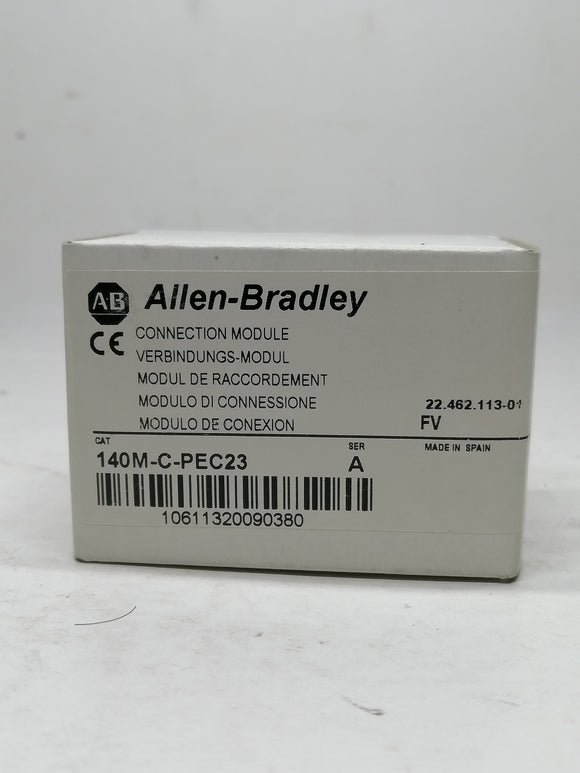 AB Allen-Bradley
CE CONNECTION MODULE
VERBINDUNGS-MODUL
MODUL DE RACCORDEMENT
MODULO DI CONNESSIONE 22.462.113-01
MODULO DE CONEXION FV
CAT SER MADE IN SPAIN
140M-C-PEC23 A
10611320090380